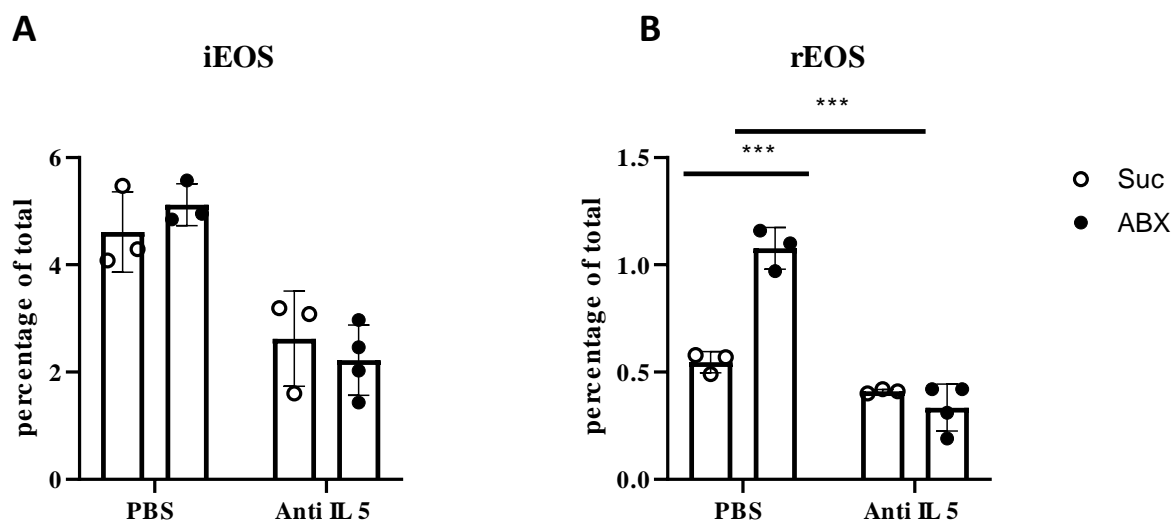 A
iEOS
percentage of total
6
4
2
0
PBS
Anti IL 5
B
rEOS
***
***
percentage of total
1.5
1.0
0.5
0.0
PBS
Anti IL 5
Suc
ABX